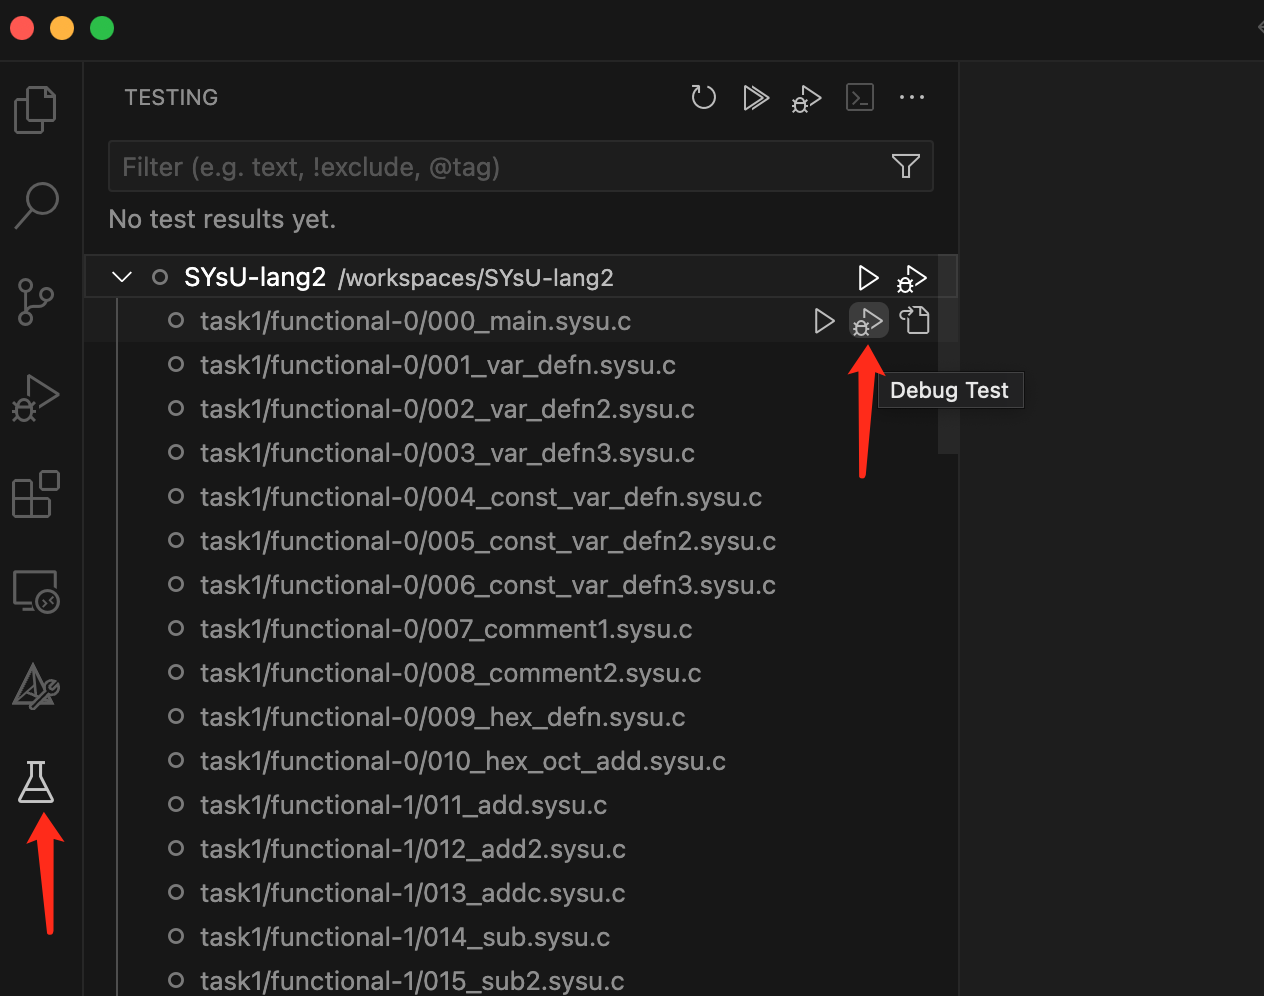 TESTING
Filter (e.g. text, !exclude, @tag)
No test results yet.
SYsU-lang2 /workspaces/SYsU-lang2
task1/functional-0/000_main.sysu.c
task1/functional-0/001_var_defn.sysu.c
Debug Test
task1/functional-0/002_var_defn2.sysu.c
task1/functional-0/003_var_defn3.sysu.c
task1/functional-0/004_const_var_defn.sysu.c
task1/functional-0/005_const_var_defn2.sysu.c
task1/functional-0/006_const_var_defn3.sysu.c
task1/functional-0/007_comment1.sysu.c
task1/functional-0/008_comment2.sysu.c
task1/functional-0/009_hex_defn.sysu.c
task1/functional-0/010_hex_oct_add.sysu.c
task1/functional-1/011_add.sysu.c
task1/functional-1/012_add2.sysu.c
task1/functional-1/013_addc.sysu.c
task1/functional-1/014_sub.sysu.c
task1/functional-1/015_sub2.sysu.c